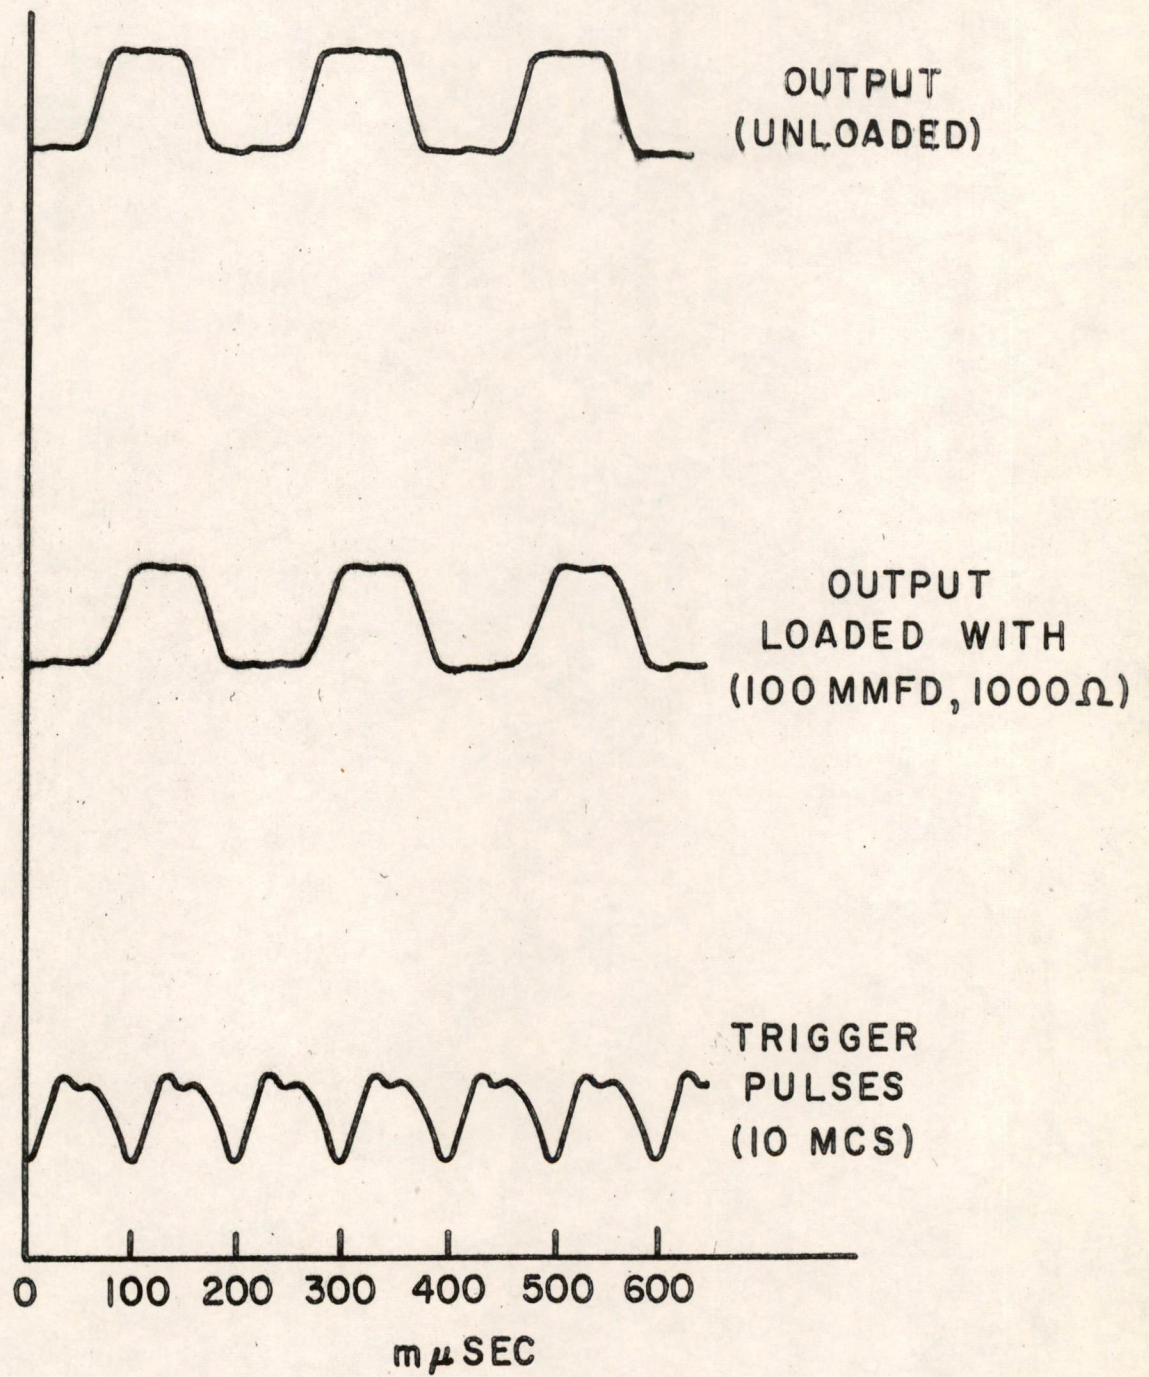 OUTPUT
(UNLOADED)
OUTPUT
LOADED WITH
(100 MMFD, 1000Ω)
TRIGGER
PULSES
(10 MCS)
0 100 200 300 400 500 600
mμSEC